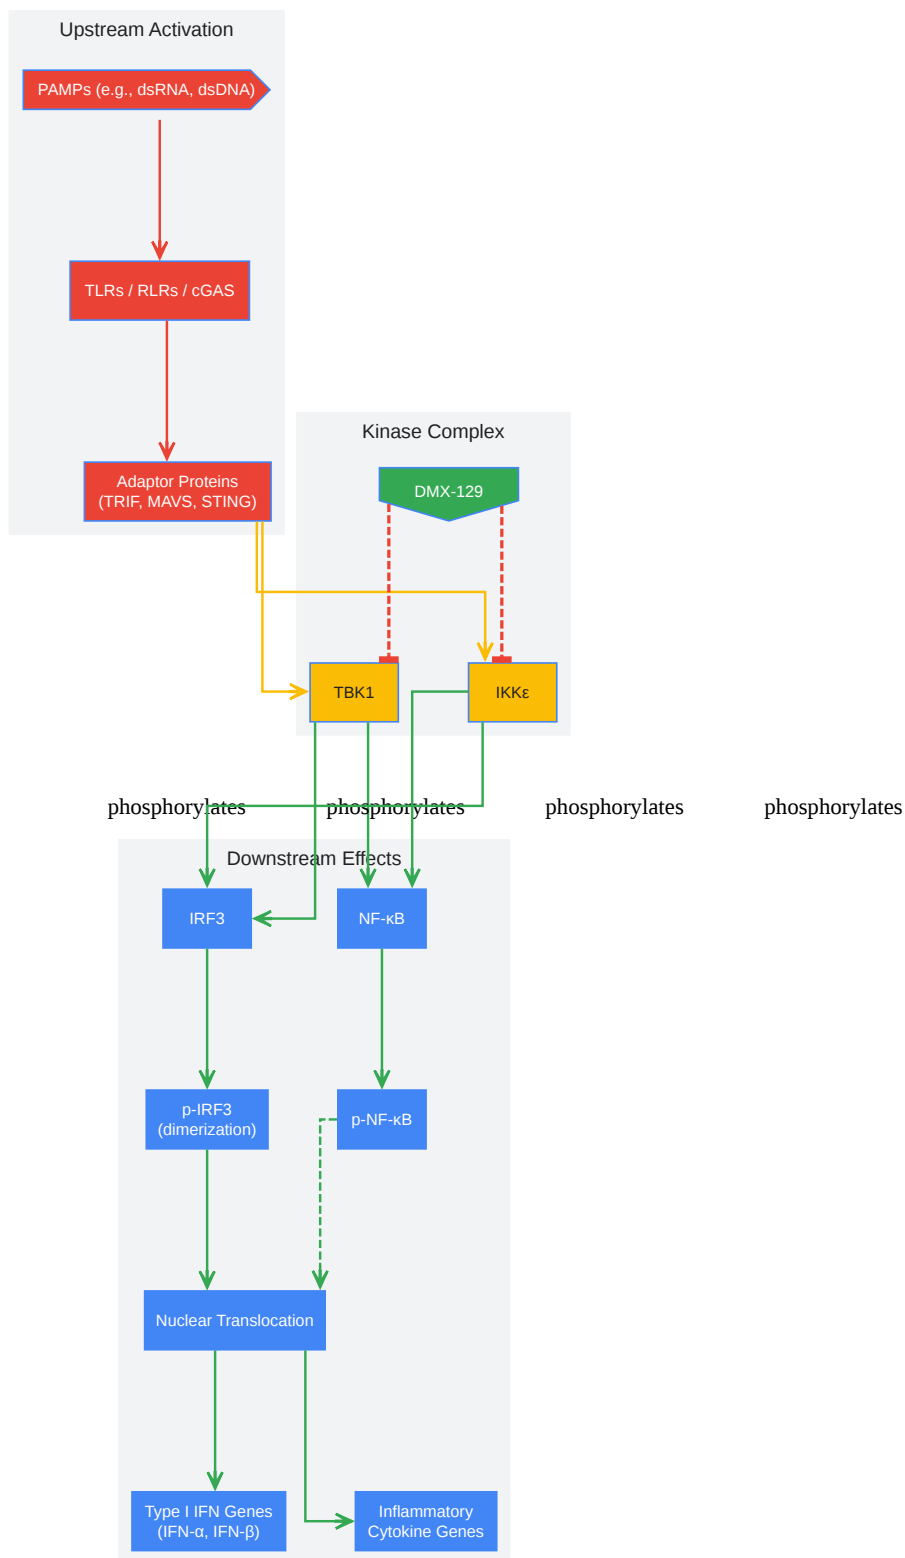 Upstream Activation
PAMPs (e.g., dsRNA, dsDNA)
TLRs / RLRs / cGAS
Adaptor Proteins
(TRIF, MAVS, STING)
Kinase Complex
DMX-129
TBK1
IKKε
phosphorylates
phosphorylates
phosphorylates
phosphorylates
Downstream Effects
IRF3
NF-κB
p-IRF3
(dimerization)
p-NF-κB
Nuclear Translocation
Type I IFN Genes
(IFN-α, IFN-β)
Inflammatory
Cytokine Genes